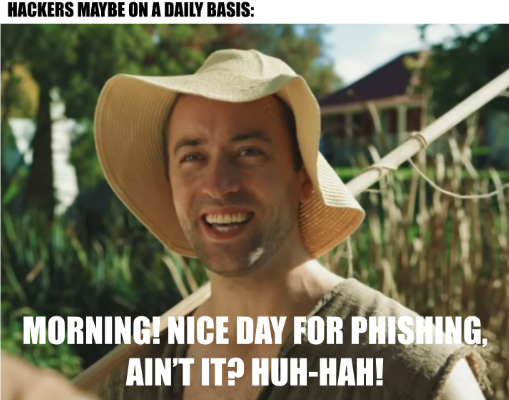 HACKERS MAYBE ON A DAILY BASIS:
MORNING! NICE DAY FOR PHISHING,
AIN'T IT? HUH-HAH!